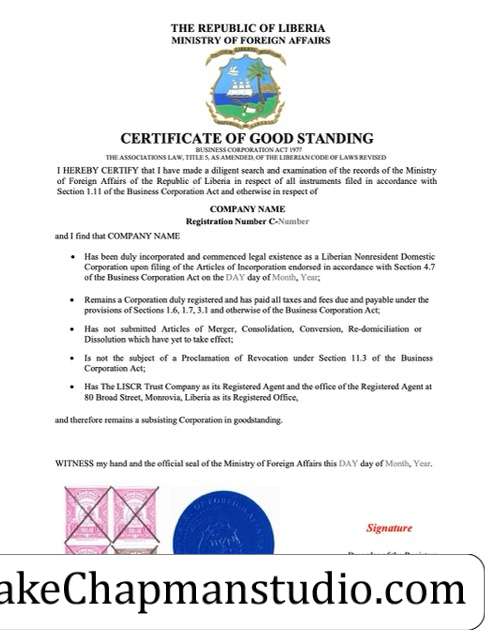 THE REPUBLIC OF LIBERIA
MINISTRY OF FOREIGN AFFAIRS
CERTIFICATE OF GOOD STANDING
BUSINESS CORPORATION ACT 1977
THE ASSOCIATIONS LAW, TITLE 5, AS AMENDED, OF THE LIBERIAN CODE OF LAWS REVISED
I HEREBY CERTIFY that I have made a diligent search and examination of the records of the Ministry
of Foreign Affairs of the Republic of Liberia in respect of all instruments filed in accordance with
Section 1.11 of the Business Corporation Act and otherwise in respect of
COMPANY NAME
Registration Number C-Number
and I find that COMPANY NAME
• Has been duly incorporated and commenced legal existence as a Liberian Nonresident Domestic
Corporation upon filing of the Articles of Incorporation endorsed in accordance with Section 4.7
of the Business Corporation Act on the DAY day of Month, Year;
• Remains a Corporation duly registered and has paid all taxes and fees due and payable under the
provisions of Sections 1.6, 1.7, 3.1 and otherwise of the Business Corporation Act;
• Has not submitted Articles of Merger, Consolidation, Conversion, Re-domiciliation or
Dissolution which have yet to take effect;
• Is not the subject of a Proclamation of Revocation under Section 11.3 of the Business
Corporation Act;
• Has The LISCR Trust Company as its Registered Agent and the office of the Registered Agent at
80 Broad Street, Monrovia, Liberia as its Registered Office,
and therefore remains a subsisting Corporation in goodstanding.
WITNESS my hand and the official seal of the Ministry of Foreign Affairs this DAY day of Month, Year.
Signature
akeChapmanstudio.com